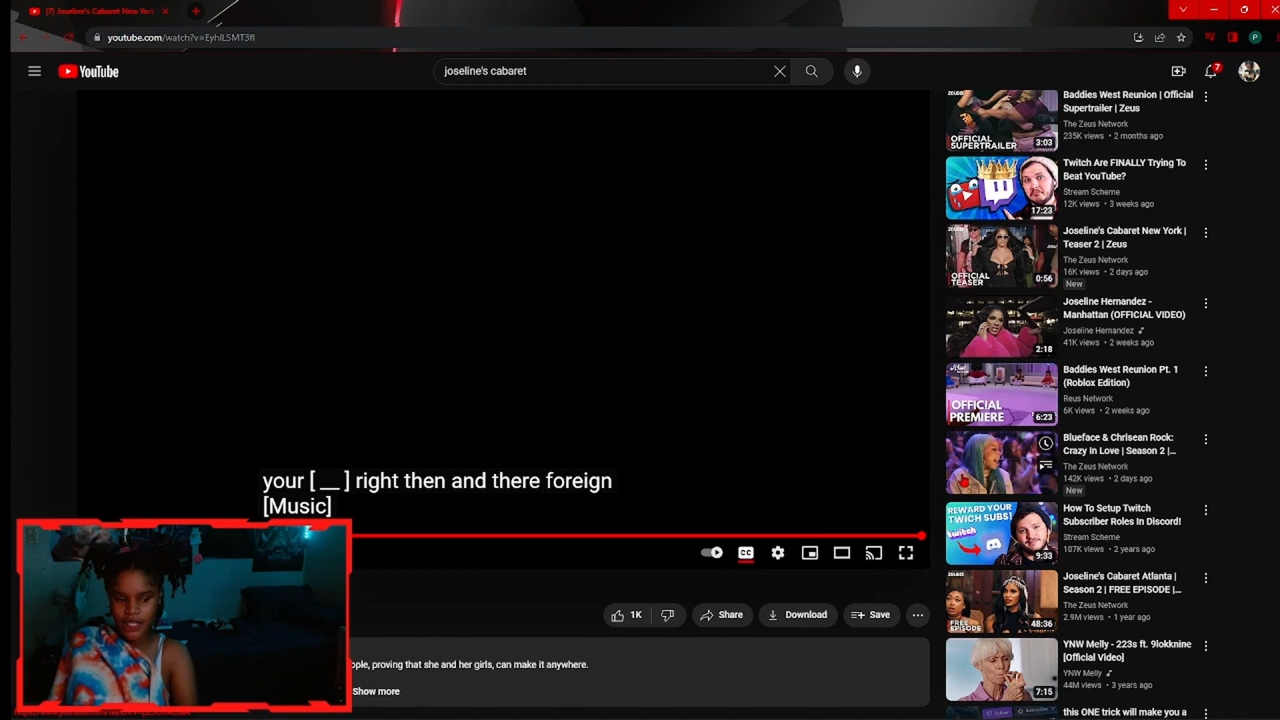 [7] Joseline's Cabaret New York
youtube.com/watch?v=EyhILSMT3fI
P
YouTube
joseline's cabaret
7
your [ __ ] right then and there foreign
[Music]
CC
1K
Share
Download
Save
ople, proving that she and her girls, can make it anywhere.
Show more
OFFICIAL
SUPERTRAILER
3:03
Baddies West Reunion | Official
Supertrailer | Zeus
The Zeus Network
235K views • 2 months ago
17:23
Twitch Are FINALLY Trying To
Beat YouTube?
Stream Scheme
12K views • 3 weeks ago
OFFICIAL
TEASER
0:56
Joseline's Cabaret New York |
Teaser 2 | Zeus
The Zeus Network
16K views • 2 days ago
New
2:18
Joseline Hernandez -
Manhattan (OFFICIAL VIDEO)
Joseline Hernandez
41K views • 2 weeks ago
OFFICIAL
PREMIERE
6:23
Baddies West Reunion Pt. 1
(Roblox Edition)
Reus Network
6K views • 2 weeks ago
Blueface & Chrisean Rock:
Crazy In Love | Season 2 |...
The Zeus Network
142K views • 2 days ago
New
REWARD YOUR
TWICH SUBS!
twitch
9:33
How To Setup Twitch
Subscriber Roles In Discord!
Stream Scheme
107K views • 2 years ago
FREE
EPISODE
48:36
Joseline's Cabaret Atlanta |
Season 2 | FREE EPISODE |...
The Zeus Network
2.9M views • 1 year ago
7:15
YNW Melly - 223s ft. 9lokknine
[Official Video]
YNW Melly
44M views • 3 years ago
this ONE trick will make you a